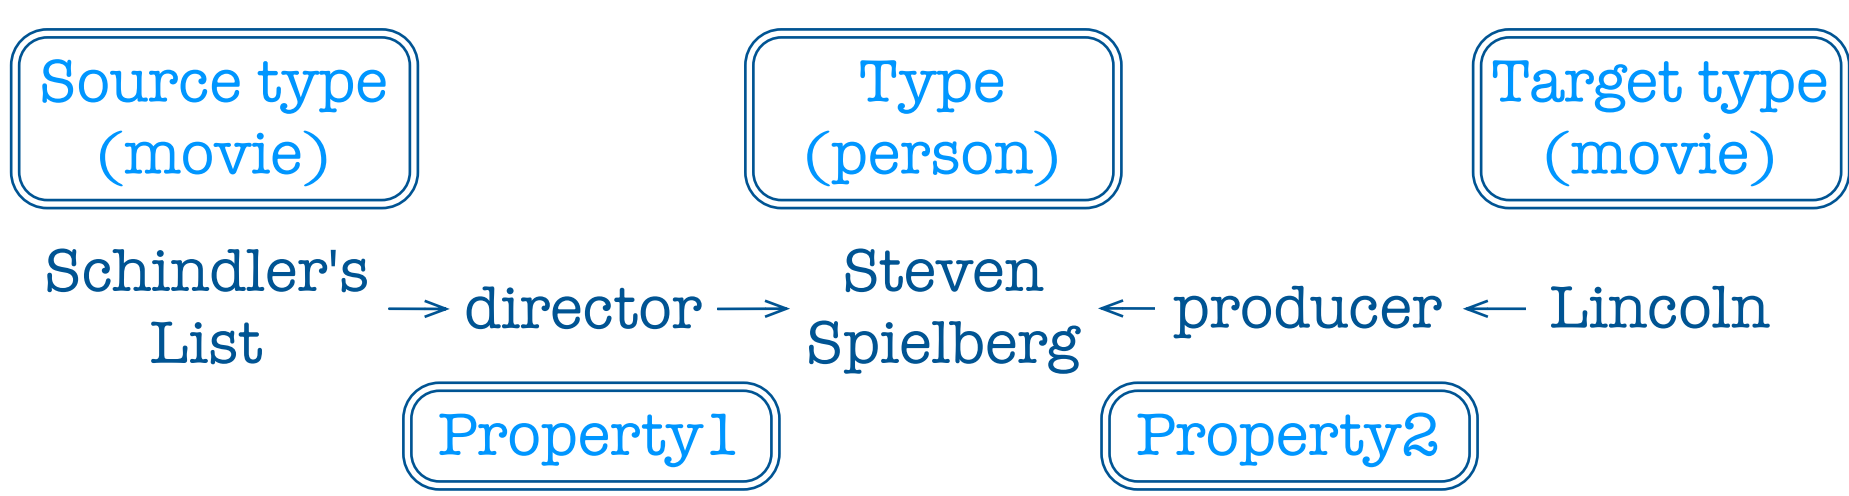 Source type
(movie)
Type
(person)
Target type
(movie)
Schindler's
List
director
Steven
Spielberg
producer
Lincoln
Property1
Property2